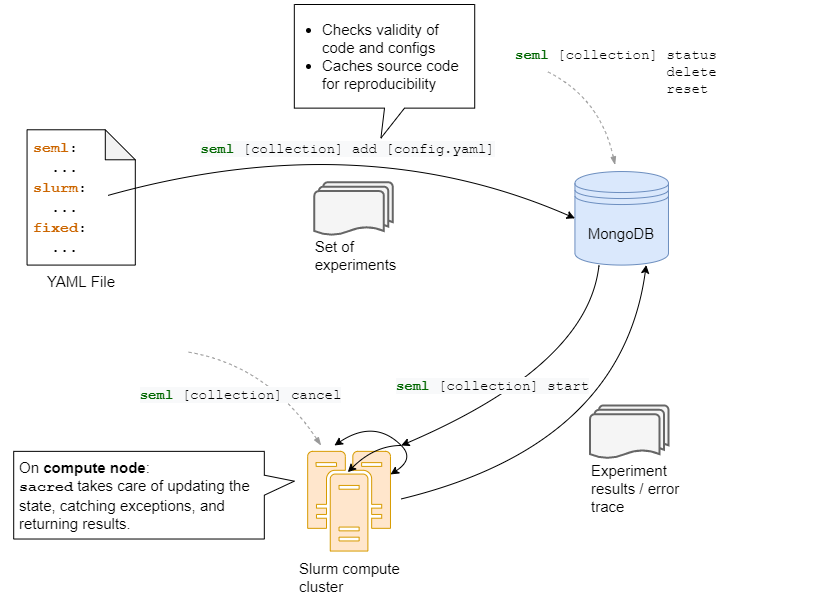 Checks validity of
code and configs
Caches source code
for reproducibility
seml [collection] status
delete
reset
seml [collection] add [config.yaml]
seml:
...
slurm:
...
fixed:
...
YAML File
Set of
experiments
MongoDB
seml [collection] cancel
seml [collection] start
On compute node:
sacred takes care of updating the
state, catching exceptions, and
returning results.
Experiment
results / error
trace
Slurm compute
cluster